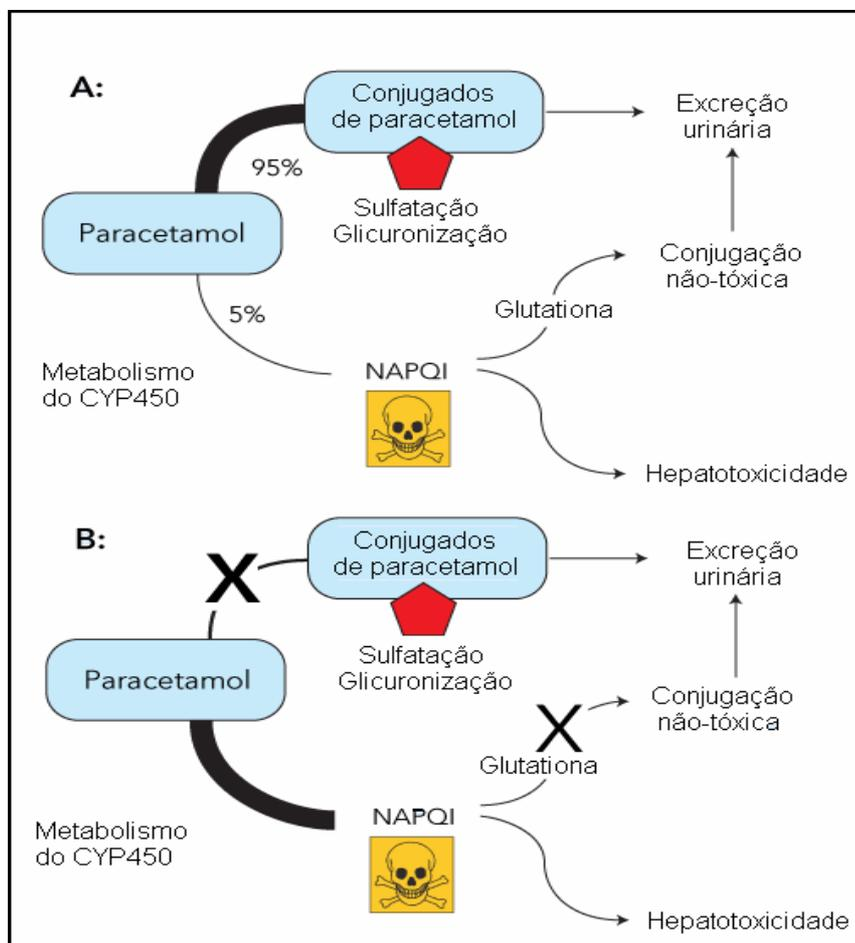 A:
Conjugados
de paracetamol
Excreção
urinária
95%
Sulfatação
Glicuronização
Paracetamol
Conjugação
não-tóxica
Glutationa
5%
Metabolismo
do CYP450
NAPQI
Hepatotoxicidade
B:
Conjugados
de paracetamol
Excreção
urinária
X
Sulfatação
Glicuronização
Paracetamol
Conjugação
não-tóxica
X
Glutationa
NAPQI
Metabolismo
do CYP450
Hepatotoxicidade